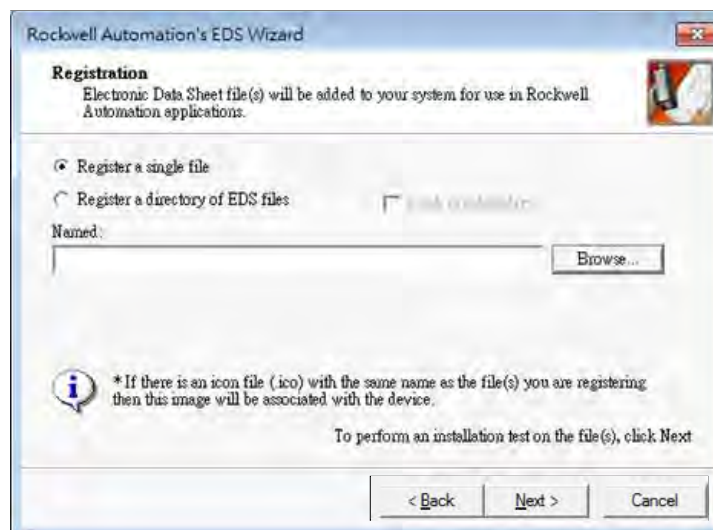 Rockwell Automation's EDS Wizard
Registration
Electronic Data Sheet file(s) will be added to your system for use in Rockwell
Automation applications.
Register a single file
Register a directory of EDS files
Named:
Browse...
*If there is an icon file (.ico) with the same name as the file(s) you are registering
then this image will be associated with the device.
To perform an installation test on the file(s), click Next
< Back
Next >
Cancel